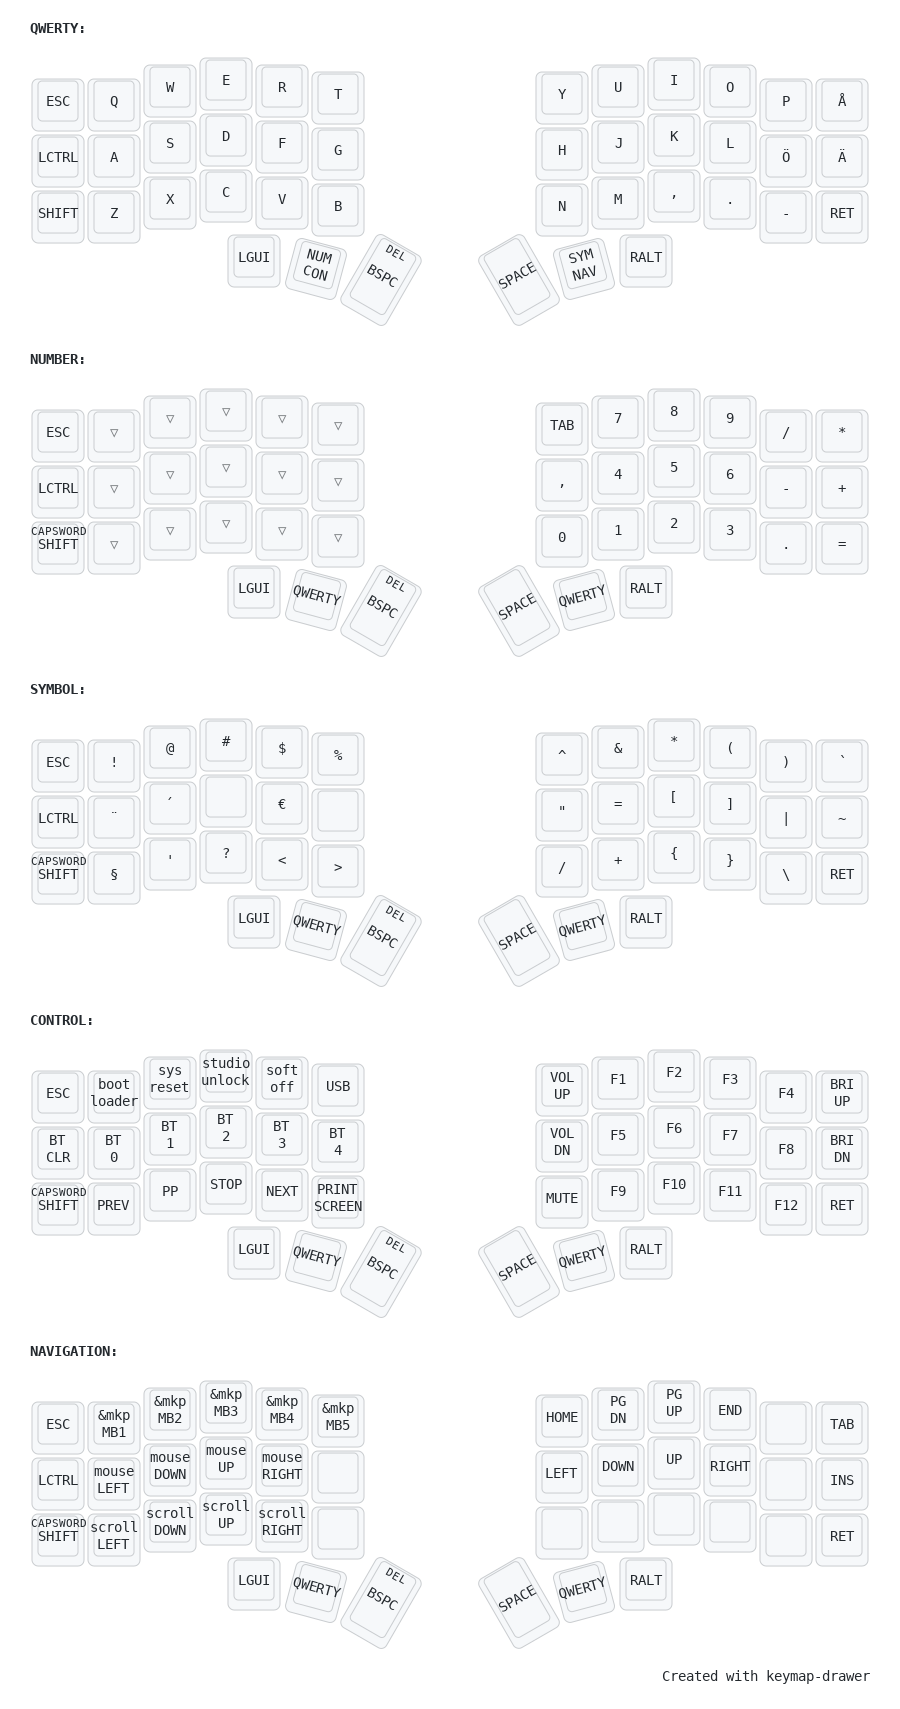 QWERTY:
ESC Q W E R T Y U I O P Å
LCTRL A S D F G H J K L Ö Ä
SHIFT Z X C V B N M , . - RET
LGUI NUM CON DEL BSPC SPACE SYM NAV RALT
NUMBER:
ESC ▽ ▽ ▽ ▽ ▽ TAB 7 8 9 / *
LCTRL ▽ ▽ ▽ ▽ ▽ , 4 5 6 - +
CAPSWORD SHIFT ▽ ▽ ▽ ▽ ▽ 0 1 2 3 . =
LGUI QWERTY DEL BSPC SPACE QWERTY RALT
SYMBOL:
ESC ! @ # $ % ^ & * ( ) `
LCTRL ¨ ´ € " = [ ] | ~
CAPSWORD SHIFT § ' ? < > / + { } \ RET
LGUI QWERTY DEL BSPC SPACE QWERTY RALT
CONTROL:
ESC boot loader sys reset studio unlock soft off USB VOL UP F1 F2 F3 F4 BRI UP
BT CLR BT 0 BT 1 BT 2 BT 3 BT 4 VOL DN F5 F6 F7 F8 BRI DN
CAPSWORD SHIFT PREV PP STOP NEXT PRINT SCREEN MUTE F9 F10 F11 F12 RET
LGUI QWERTY DEL BSPC SPACE QWERTY RALT
NAVIGATION:
ESC &mkp MB1 &mkp MB2 &mkp MB3 &mkp MB4 &mkp MB5 HOME PG DN PG UP END TAB
LCTRL mouse LEFT mouse DOWN mouse UP mouse RIGHT LEFT DOWN UP RIGHT INS
CAPSWORD SHIFT scroll LEFT scroll DOWN scroll UP scroll RIGHT RET
LGUI QWERTY DEL BSPC SPACE QWERTY RALT
Created with keymap-drawer